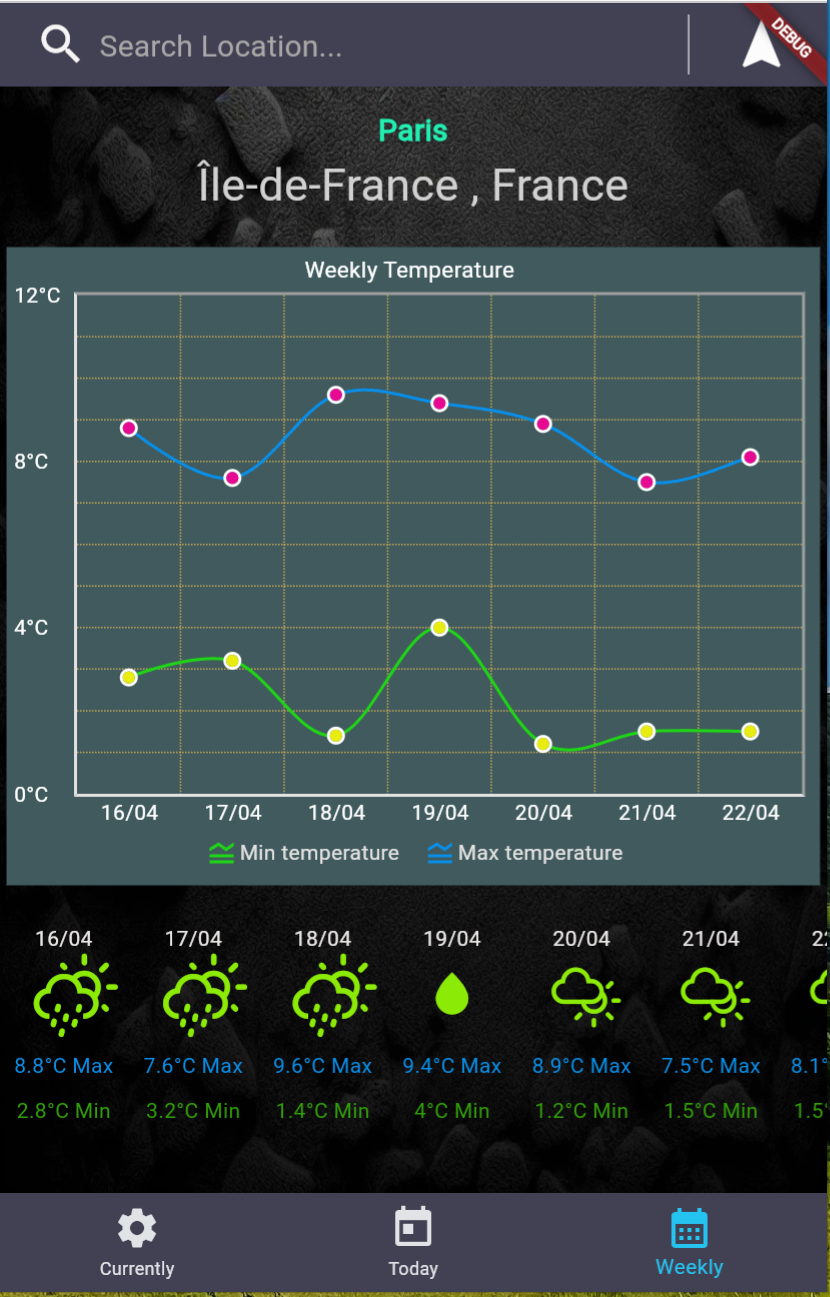 Search Location...
DEBUG
Paris
Île-de-France , France
Weekly Temperature
12°C
8°C
4°C
0°C
16/04 17/04 18/04 19/04 20/04 21/04 22/04
Min temperature Max temperature
16/04 17/04 18/04 19/04 20/04 21/04 22
8.8°C Max 7.6°C Max 9.6°C Max 9.4°C Max 8.9°C Max 7.5°C Max 8.1°
2.8°C Min 3.2°C Min 1.4°C Min 4°C Min 1.2°C Min 1.5°C Min 1.5°
Currently Today Weekly